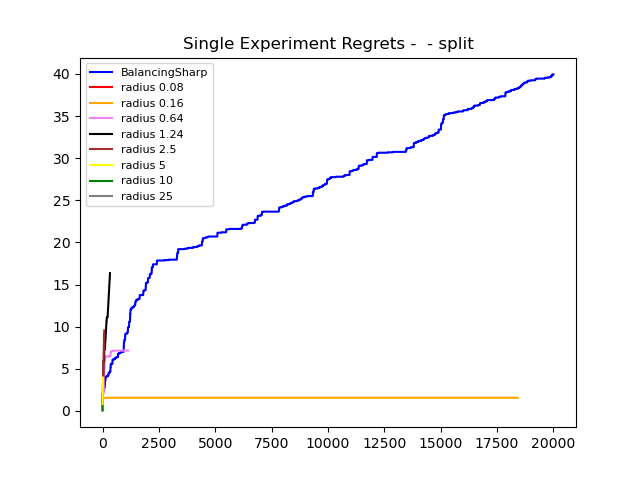 Single Experiment Regrets -  - split
40
35
30
25
20
15
10
5
0
BalancingSharp
radius 0.08
radius 0.16
radius 0.64
radius 1.24
radius 2.5
radius 5
radius 10
radius 25
0 2500 5000 7500 10000 12500 15000 17500 20000